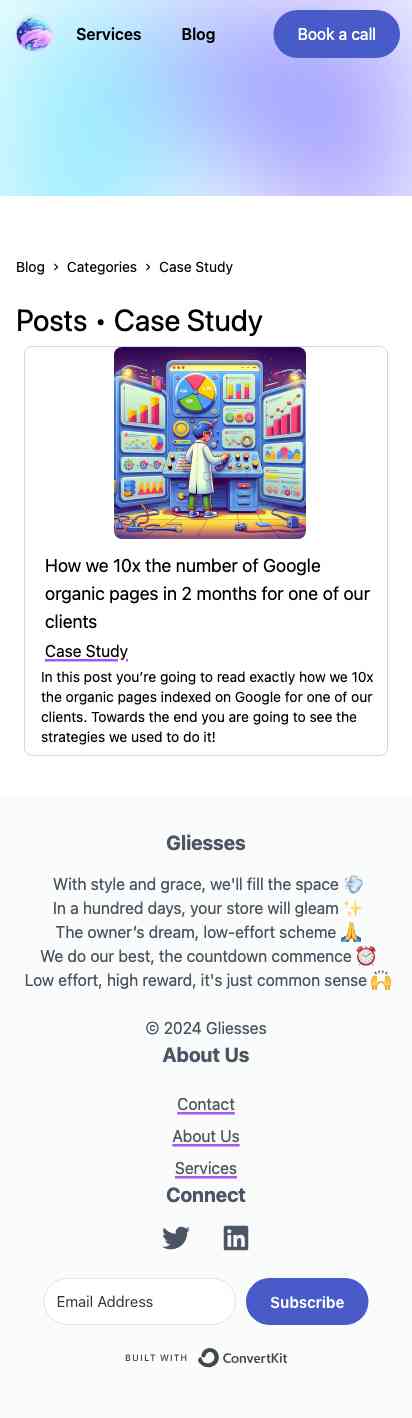 Services Blog Book a call
Blog › Categories › Case Study
Posts • Case Study
How we 10x the number of Google
organic pages in 2 months for one of our
clients
Case Study
In this post you're going to read exactly how we 10x
the organic pages indexed on Google for one of our
clients. Towards the end you are going to see the
strategies we used to do it!
Gliesses
With style and grace, we'll fill the space 💨
In a hundred days, your store will gleam ✨
The owner's dream, low-effort scheme 🙏
We do our best, the countdown commence ⏰
Low effort, high reward, it's just common sense 🙌
© 2024 Gliesses
About Us
Contact
About Us
Services
Connect
Email Address Subscribe
BUILT WITH ConvertKit